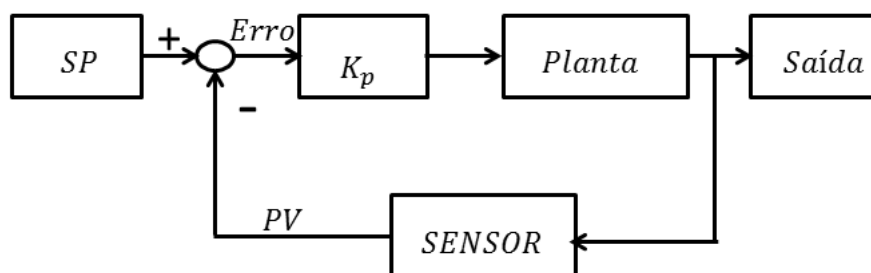 SP
+
Erro
K_p
Planta
Saída
-
PV
SENSOR